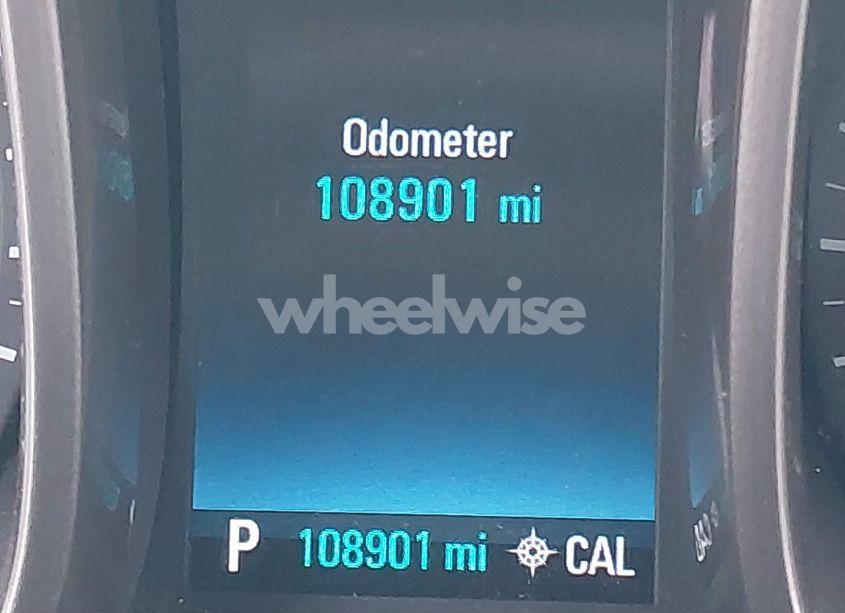 Odometer
108901 mi
wheelwise
P 108901 mi CAL